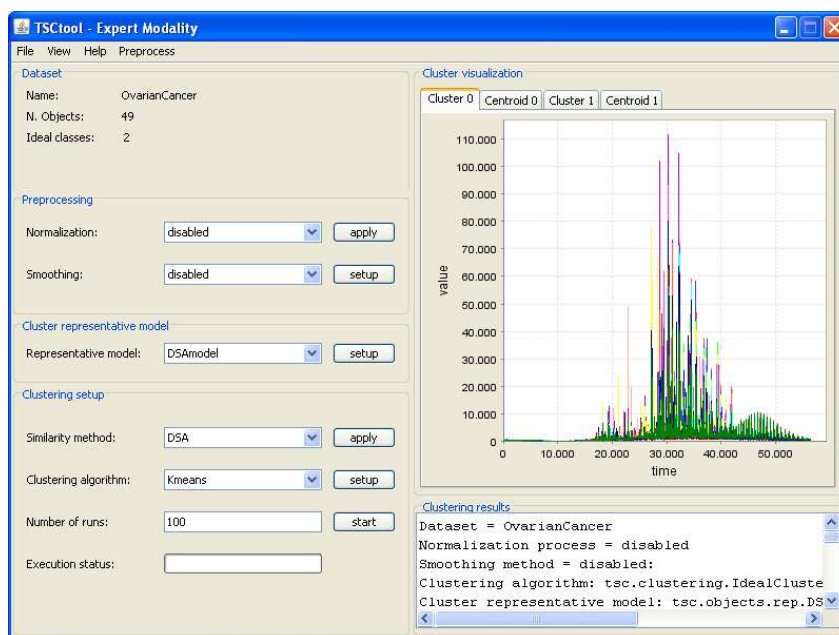 TSCtool - Expert Modality
File View Help Preprocess
Dataset
Name: OvarianCancer
N. Objects: 49
Ideal classes: 2
Preprocessing
Normalization: disabled apply
Smoothing: disabled setup
Cluster representative model
Representative model: DSAmodel setup
Clustering setup
Similarity method: DSA apply
Clustering algorithm: Kmeans setup
Number of runs: 100 start
Execution status:
Cluster visualization
Cluster 0 Centroid 0 Cluster 1 Centroid 1
110.000
100.000
90.000
80.000
70.000
60.000
50.000
40.000
30.000
20.000
10.000
0
value
0 10.000 20.000 30.000 40.000 50.000
time
Clustering results
Dataset = OvarianCancer
Normalization process = disabled
Smoothing method = disabled:
Clustering algorithm: tsc.clustering.IdealCluste
Cluster representative model: tsc.objects.rep.DS